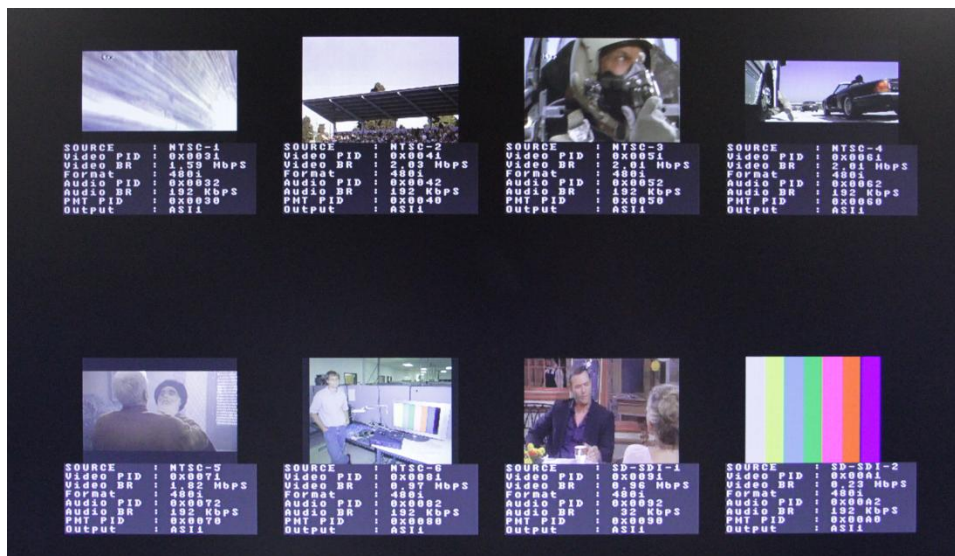 SOURCE : NTSC-1
Video PID : 0X0031
Video BR : 1,59 MbpS
Format : 480i
Audio PID : 0X0032
Audio BR : 192 KbpS
PMT PID : 0X0030
Output : ASI1
SOURCE : NTSC-2
Video PID : 0X0041
Video BR : 2,03 MbpS
Format : 480i
Audio PID : 0X0042
Audio BR : 192 KbpS
PMT PID : 0X0040
Output : ASI1
SOURCE : NTSC-3
Video PID : 0X0051
Video BR : 2,01 MbpS
Format : 480i
Audio PID : 0X0052
Audio BR : 192 KbpS
PMT PID : 0X0050
Output : ASI1
SOURCE : NTSC-4
Video PID : 0X0061
Video BR : 2,01 MbpS
Format : 480i
Audio PID : 0X0062
Audio BR : 192 KbpS
PMT PID : 0X0060
Output : ASI1
SOURCE : NTSC-5
Video PID : 0X0071
Video BR : 1,82 MbpS
Format : 480i
Audio PID : 0X0072
Audio BR : 192 KbpS
PMT PID : 0X0070
Output : ASI1
SOURCE : NTSC-6
Video PID : 0X0081
Video BR : 0,97 MbpS
Format : 480i
Audio PID : 0X0082
Audio BR : 192 KbpS
PMT PID : 0X0080
Output : ASI1
SOURCE : SD-SDI-1
Video PID : 0X0091
Video BR : 0,98 MbpS
Format : 480i
Audio PID : 0X0092
Audio BR : 32 KbpS
PMT PID : 0X0090
Output : ASI1
SOURCE : SD-SDI-2
Video PID : 0X00A1
Video BR : 0,23 MbpS
Format : 480i
Audio PID : 0X00A2
Audio BR : 192 KbpS
PMT PID : 0X00A0
Output : ASI1